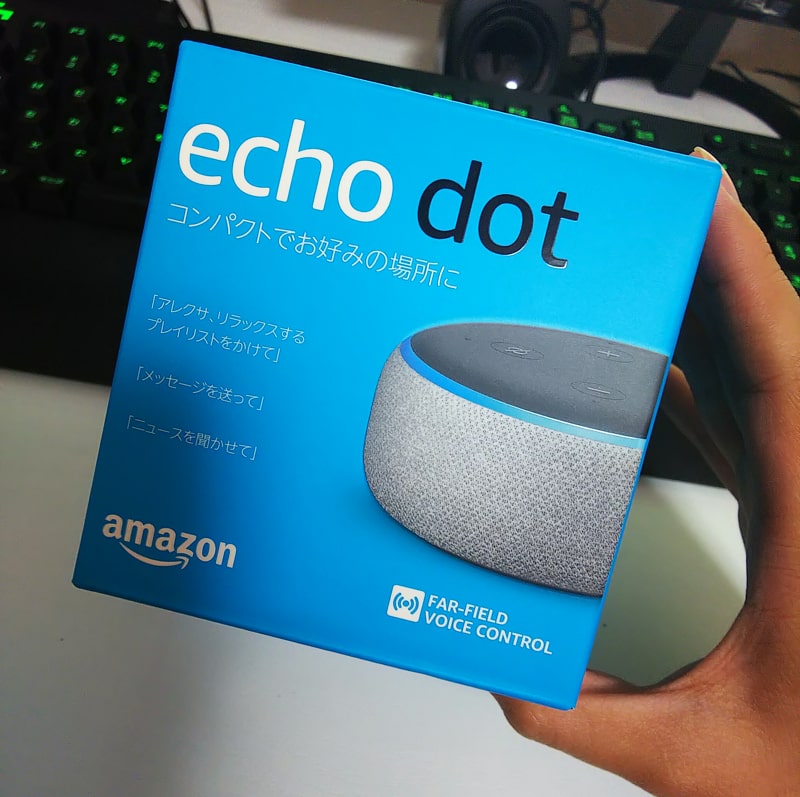 echo dot
コンパクトでお好みの場所に
「アレクサ、リラックスする
プレイリストをかけて」
「メッセージを送って」
「ニュースを聞かせて」
amazon
FAR-FIELD
VOICE CONTROL